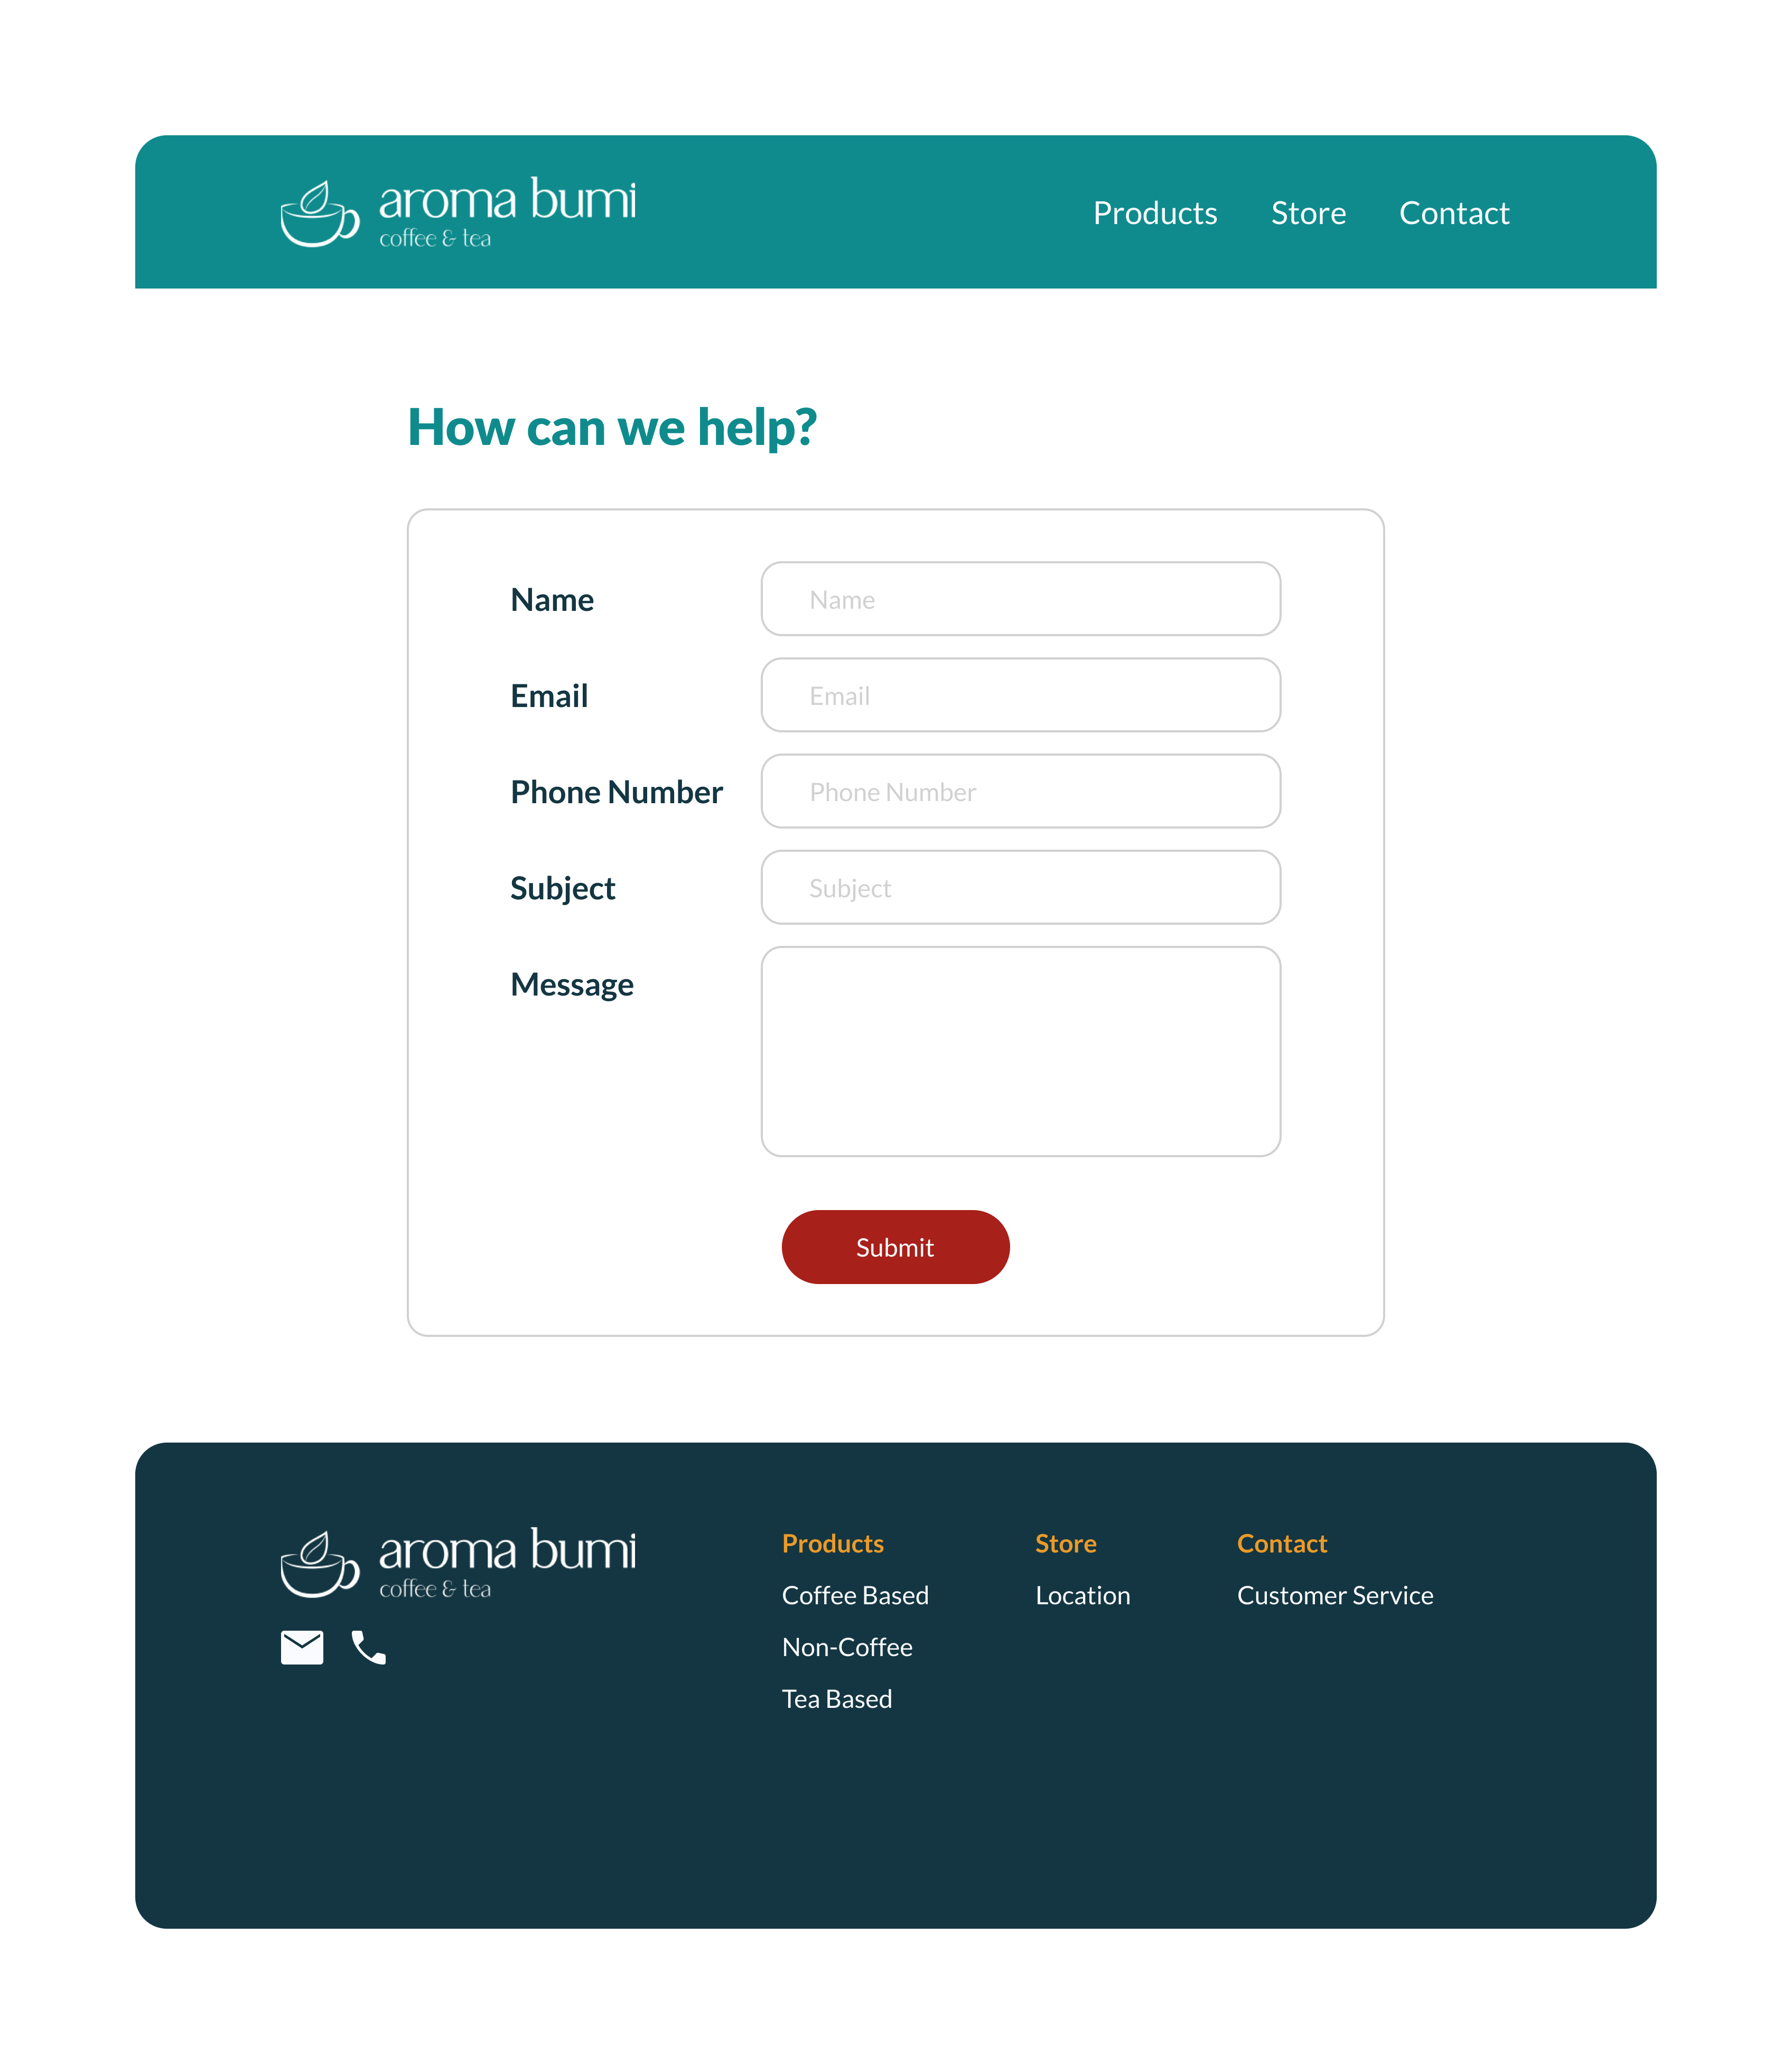 aroma bumi
coffee & tea
Products Store Contact
How can we help?
Name Name
Email Email
Phone Number Phone Number
Subject Subject
Message
Submit
aroma bumi
coffee & tea
Products Store Contact
Coffee Based Location Customer Service
Non-Coffee
Tea Based